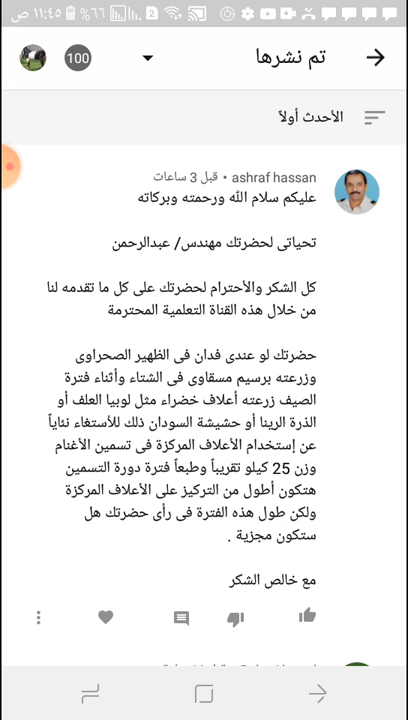 %٦٦ ١١:٤٥ ص
تم نشرها
100
الأحدث أولاً
ashraf hassan • قبل 3 ساعات
عليكم سلام الله ورحمته وبركاته
تحياتى لحضرتك مهندس/ عبدالرحمن
كل الشكر والأحترام لحضرتك على كل ما تقدمه لنا
من خلال هذه القناة التعلمية المحترمة
حضرتك لو عندى فدان فى الظهير الصحراوى
وزرعته برسيم مسقاوى فى الشتاء وأثناء فترة
الصيف زرعته أعلاف خضراء مثل لوبيا العلف أو
الذرة الرينا أو حشيشة السودان ذلك للأستغاء نئاياً
عن إستخدام الأعلاف المركزة فى تسمين الأغنام
وزن 25 كيلو تقريباً وطبعاً فترة دورة التسمين
هتكون أطول من التركيز على الأعلاف المركزة
ولكن طول هذه الفترة فى رأى حضرتك هل
ستكون مجزية .
مع خالص الشكر